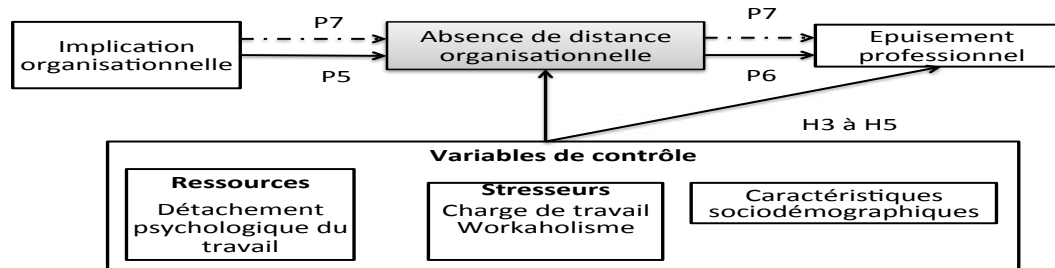 P7
P7
Implication
organisationnelle
Absence de distance
organisationnelle
Epuisement
professionnel
P5
P6
H3 à H5
Variables de contrôle
Ressources
Détachement
psychologique du
travail
Stresseurs
Charge de travail
Workaholisme
Caractéristiques
sociodémographiques